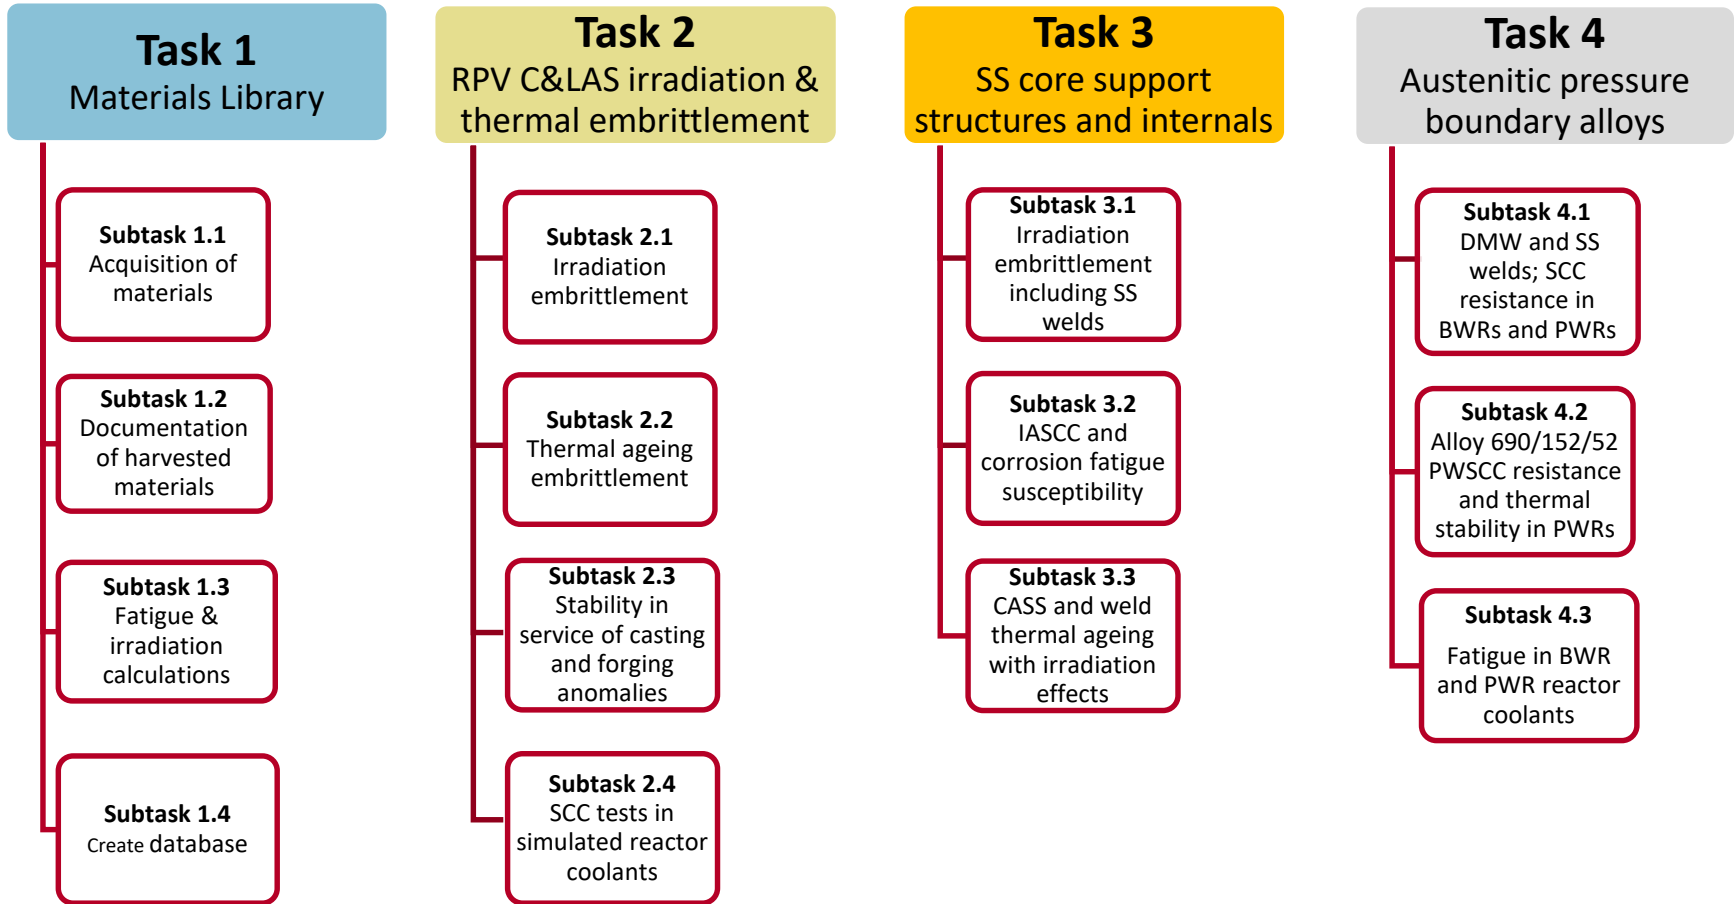 Task 1
Materials Library
Subtask 1.1
Acquisition of
materials
Subtask 1.2
Documentation
of harvested
materials
Subtask 1.3
Fatigue &
irradiation
calculations
Subtask 1.4
Create database
Task 2
RPV C&LAS irradiation &
thermal embrittlement
Subtask 2.1
Irradiation
embrittlement
Subtask 2.2
Thermal ageing
embrittlement
Subtask 2.3
Stability in
service of casting
and forging
anomalies
Subtask 2.4
SCC tests in
simulated reactor
coolants
Task 3
SS core support
structures and internals
Subtask 3.1
Irradiation
embrittlement
including SS
welds
Subtask 3.2
IASCC and
corrosion fatigue
susceptibility
Subtask 3.3
CASS and weld
thermal ageing
with irradiation
effects
Task 4
Austenitic pressure
boundary alloys
Subtask 4.1
DMW and SS
welds; SCC
resistance in
BWRs and PWRs
Subtask 4.2
Alloy 690/152/52
PWSCC resistance
and thermal
stability in PWRs
Subtask 4.3
Fatigue in BWR
and PWR reactor
coolants